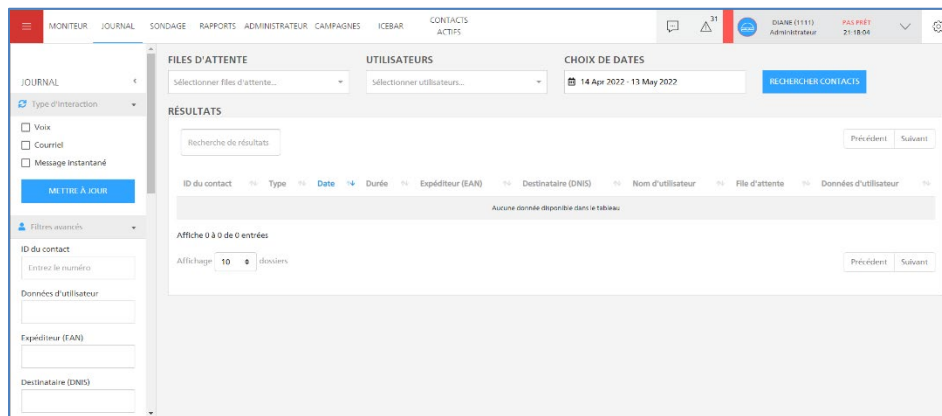 MONITEUR JOURNAL SONDAGE RAPPORTS ADMINISTRATEUR CAMPAGNES ICEBAR CONTACTS ACTIFS
31
DIANE (1111)
Administrateur
PAS PRÊT
21:18:04
JOURNAL
Type d'Interaction
Voix
Courriel
Message instantané
METTRE À JOUR
Filtres avancés
ID du contact
Entrez le numéro
Données d'utilisateur
Expéditeur (EAN)
Destinataire (DNIS)
FILES D'ATTENTE UTILISATEURS CHOIX DE DATES
Sélectionner files d'attente... Sélectionner utilisateurs... 14 Apr 2022 - 13 May 2022 RECHERCHER CONTACTS
RÉSULTATS
Recherche de résultats Précédent Suivant
ID du contact Type Date Durée Expéditeur (EAN) Destinataire (DNIS) Nom d'utilisateur File d'attente Données d'utilisateur
Aucune donnée disponible dans le tableau
Affiche 0 à 0 de 0 entrées
Affichage 10 dossiers Précédent Suivant